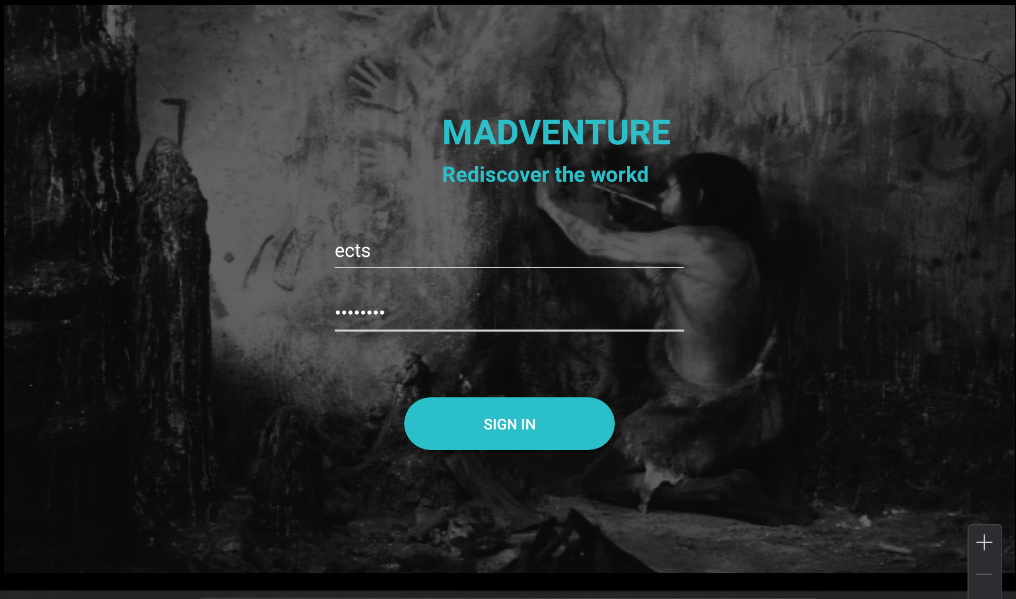 MADVENTURE
Rediscover the workd
ects
••••••••
SIGN IN